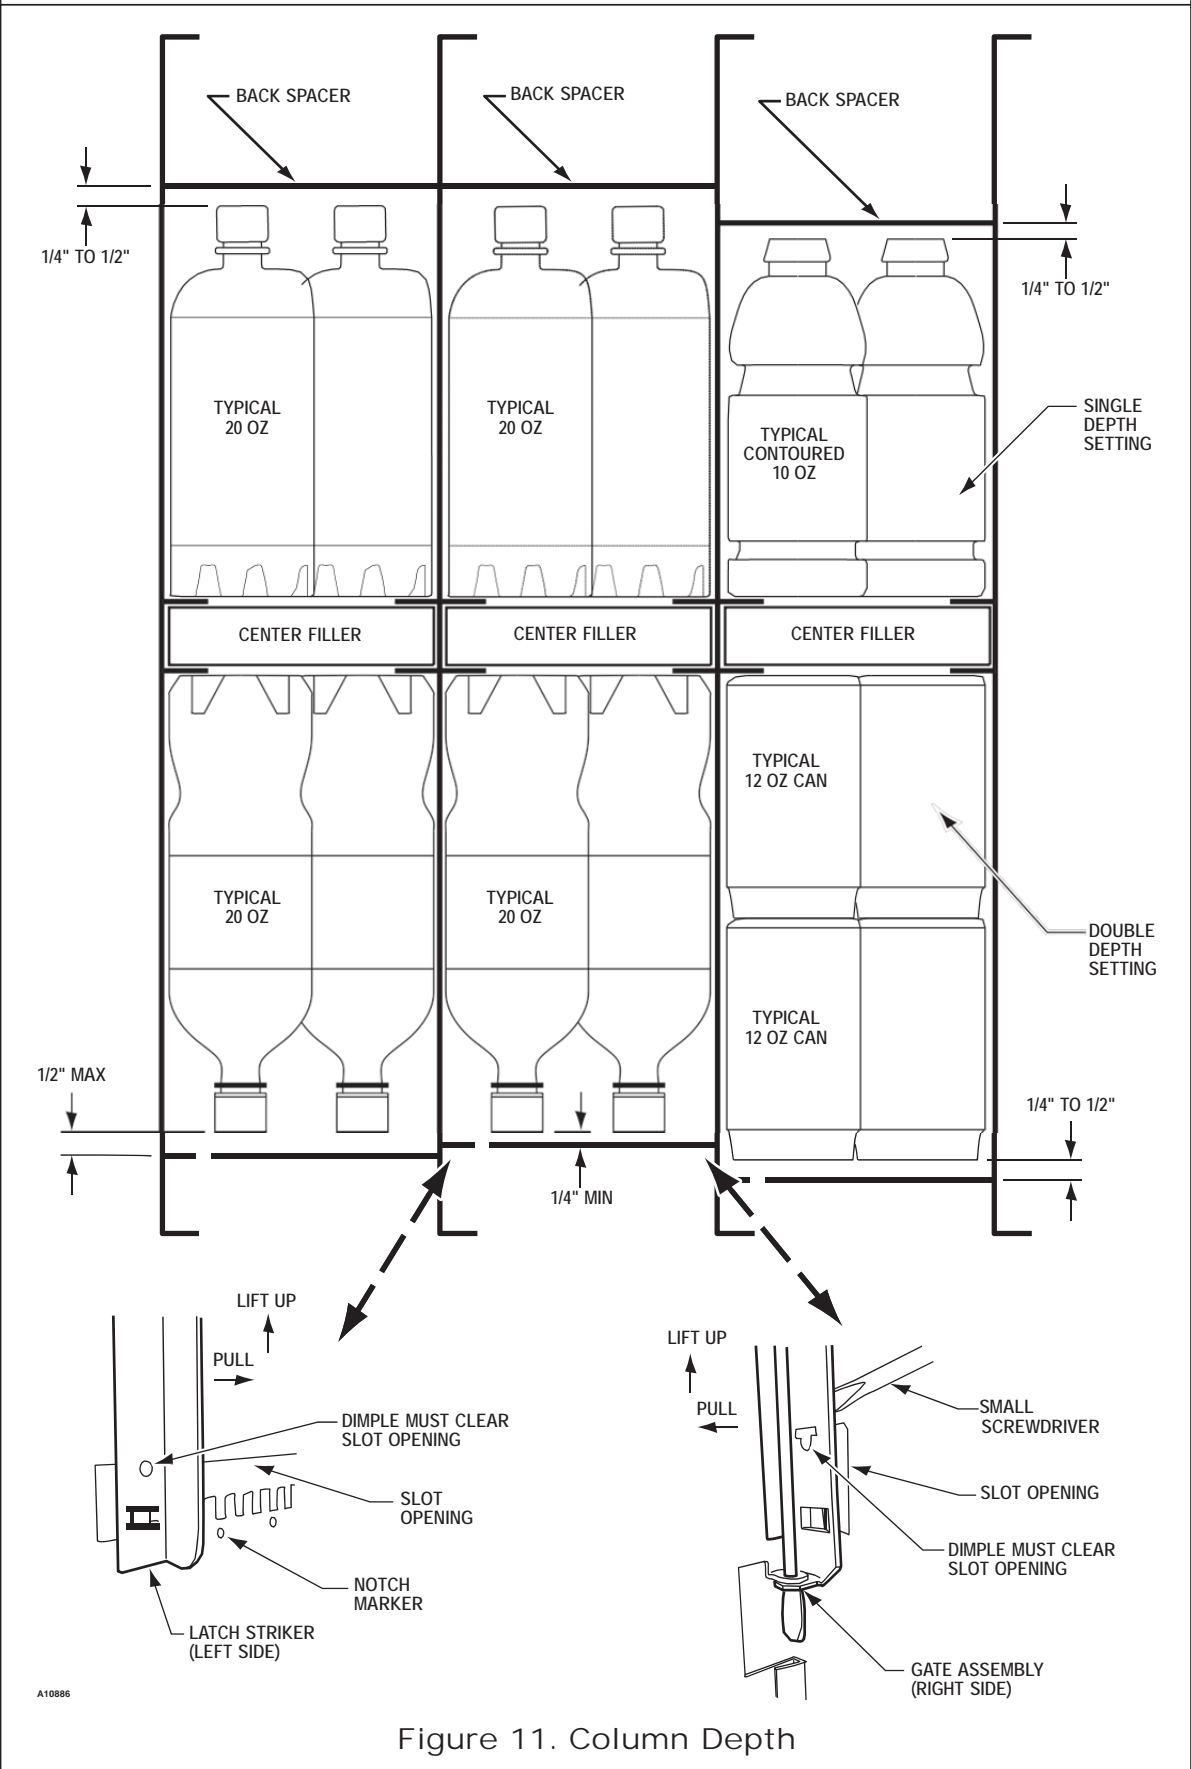 BACK SPACER
BACK SPACER
BACK SPACER
1/4" TO 1/2"
1/4" TO 1/2"
TYPICAL
20 OZ
TYPICAL
20 OZ
TYPICAL
CONTOURED
10 OZ
SINGLE
DEPTH
SETTING
CENTER FILLER
CENTER FILLER
CENTER FILLER
TYPICAL
12 OZ CAN
TYPICAL
20 OZ
TYPICAL
20 OZ
DOUBLE
DEPTH
SETTING
TYPICAL
12 OZ CAN
1/2" MAX
1/4" TO 1/2"
1/4" MIN
LIFT UP
PULL
DIMPLE MUST CLEAR
SLOT OPENING
SLOT
OPENING
NOTCH
MARKER
LATCH STRIKER
(LEFT SIDE)
LIFT UP
PULL
SMALL
SCREWDRIVER
SLOT OPENING
DIMPLE MUST CLEAR
SLOT OPENING
GATE ASSEMBLY
(RIGHT SIDE)
A10886
Figure 11. Column Depth